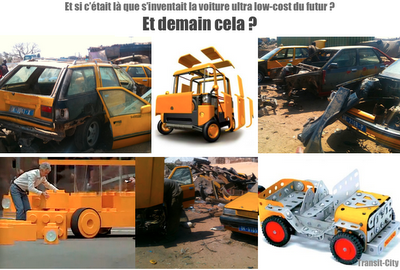 Et si c'était là que s'inventait la voiture ultra low-cost du futur ?
Et demain cela ?
Transit-City